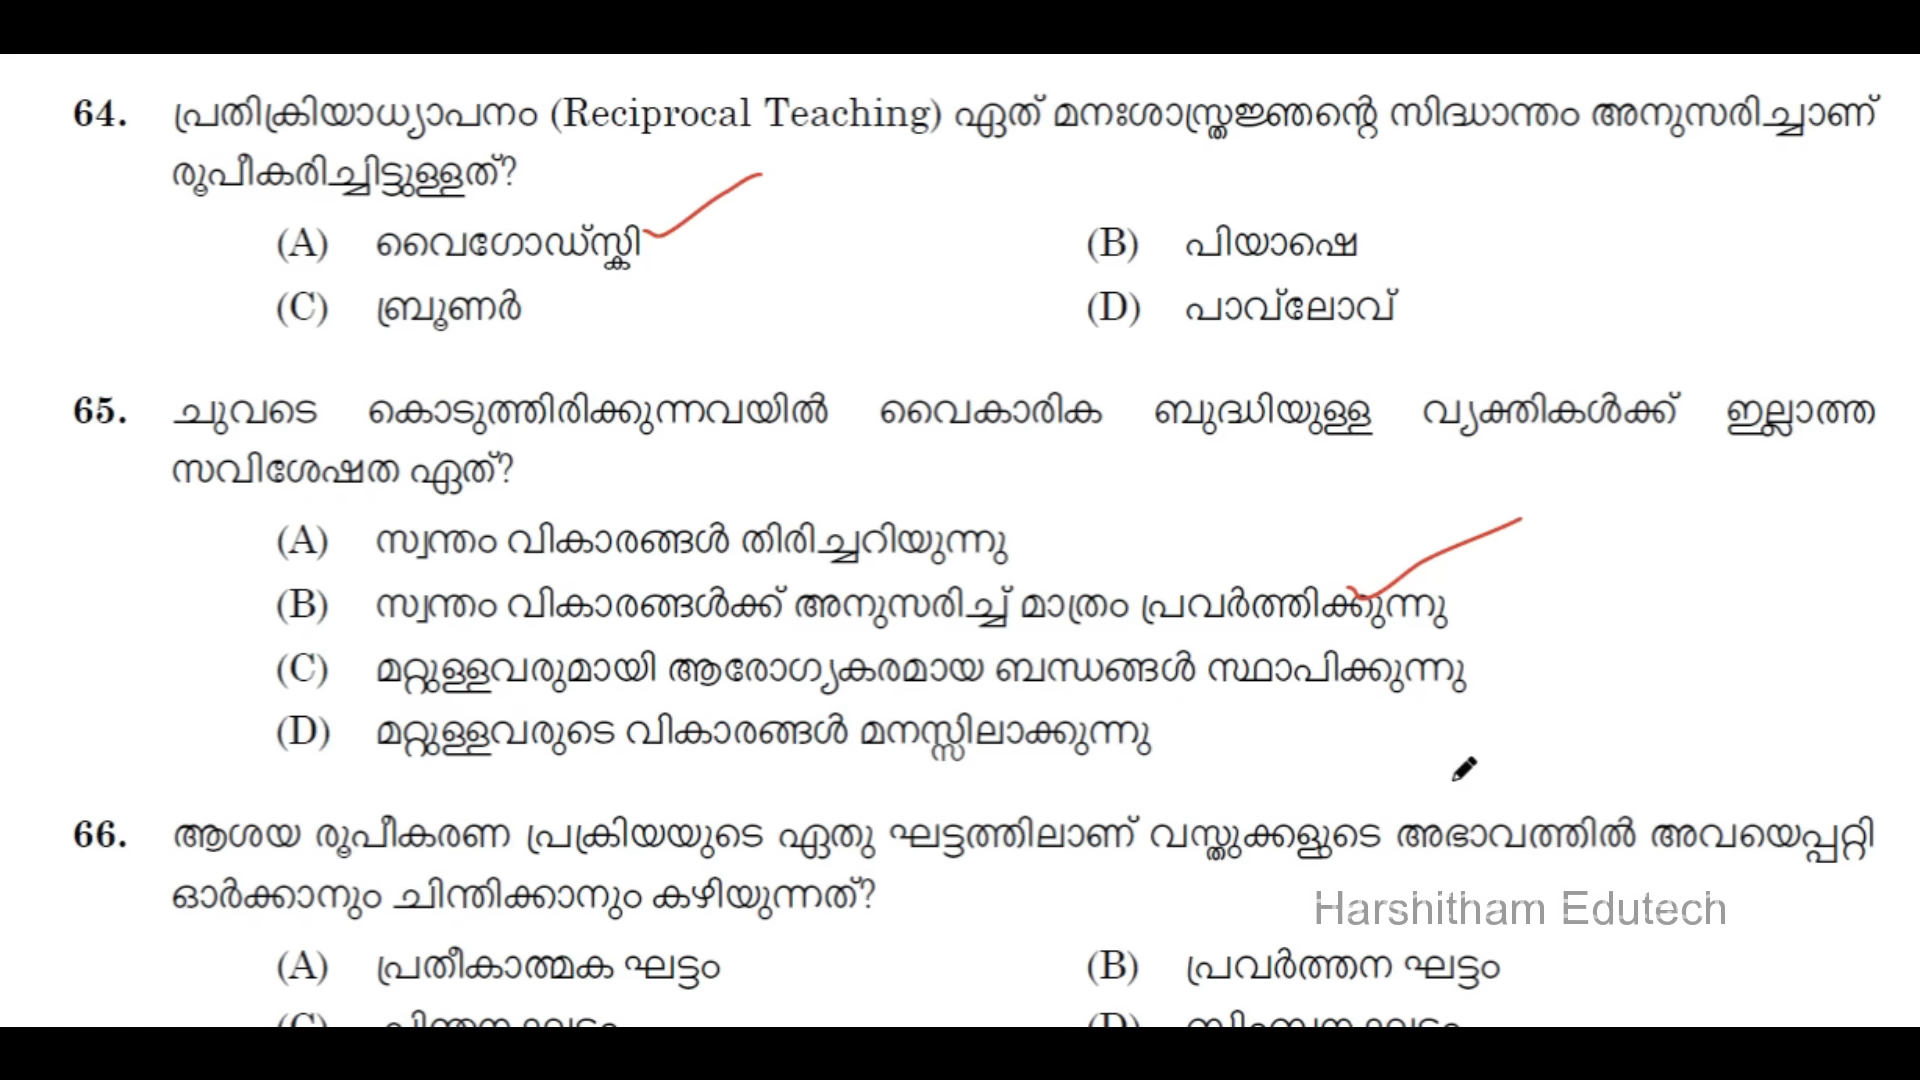 64. പ്രതിക്രിയാധ്യാപനം (Reciprocal Teaching) ഏത് മനഃശാസ്ത്രജ്ഞന്റെ സിദ്ധാന്തം അനുസരിച്ചാണ്
രൂപീകരിച്ചിട്ടുള്ളത്?
(A) വൈഗോഡ്സ്കി (B) പിയാഷെ
(C) ബ്രൂണർ (D) പാവ്ലോവ്
65. ചുവടെ കൊടുത്തിരിക്കുന്നവയിൽ വൈകാരിക ബുദ്ധിയുള്ള വ്യക്തികൾക്ക് ഇല്ലാത്ത
സവിശേഷത ഏത്?
(A) സ്വന്തം വികാരങ്ങൾ തിരിച്ചറിയുന്നു
(B) സ്വന്തം വികാരങ്ങൾക്ക് അനുസരിച്ച് മാത്രം പ്രവർത്തിക്കുന്നു
(C) മറ്റുള്ളവരുമായി ആരോഗ്യകരമായ ബന്ധങ്ങൾ സ്ഥാപിക്കുന്നു
(D) മറ്റുള്ളവരുടെ വികാരങ്ങൾ മനസ്സിലാക്കുന്നു
66. ആശയ രൂപീകരണ പ്രക്രിയയുടെ ഏതു ഘട്ടത്തിലാണ് വസ്തുക്കളുടെ അഭാവത്തിൽ അവയെപ്പറ്റി
ഓർക്കാനും ചിന്തിക്കാനും കഴിയുന്നത്?
Harshitham Edutech
(A) പ്രതീകാത്മക ഘട്ടം (B) പ്രവർത്തന ഘട്ടം
(C) ഘട്ടം (D) ഘട്ടം